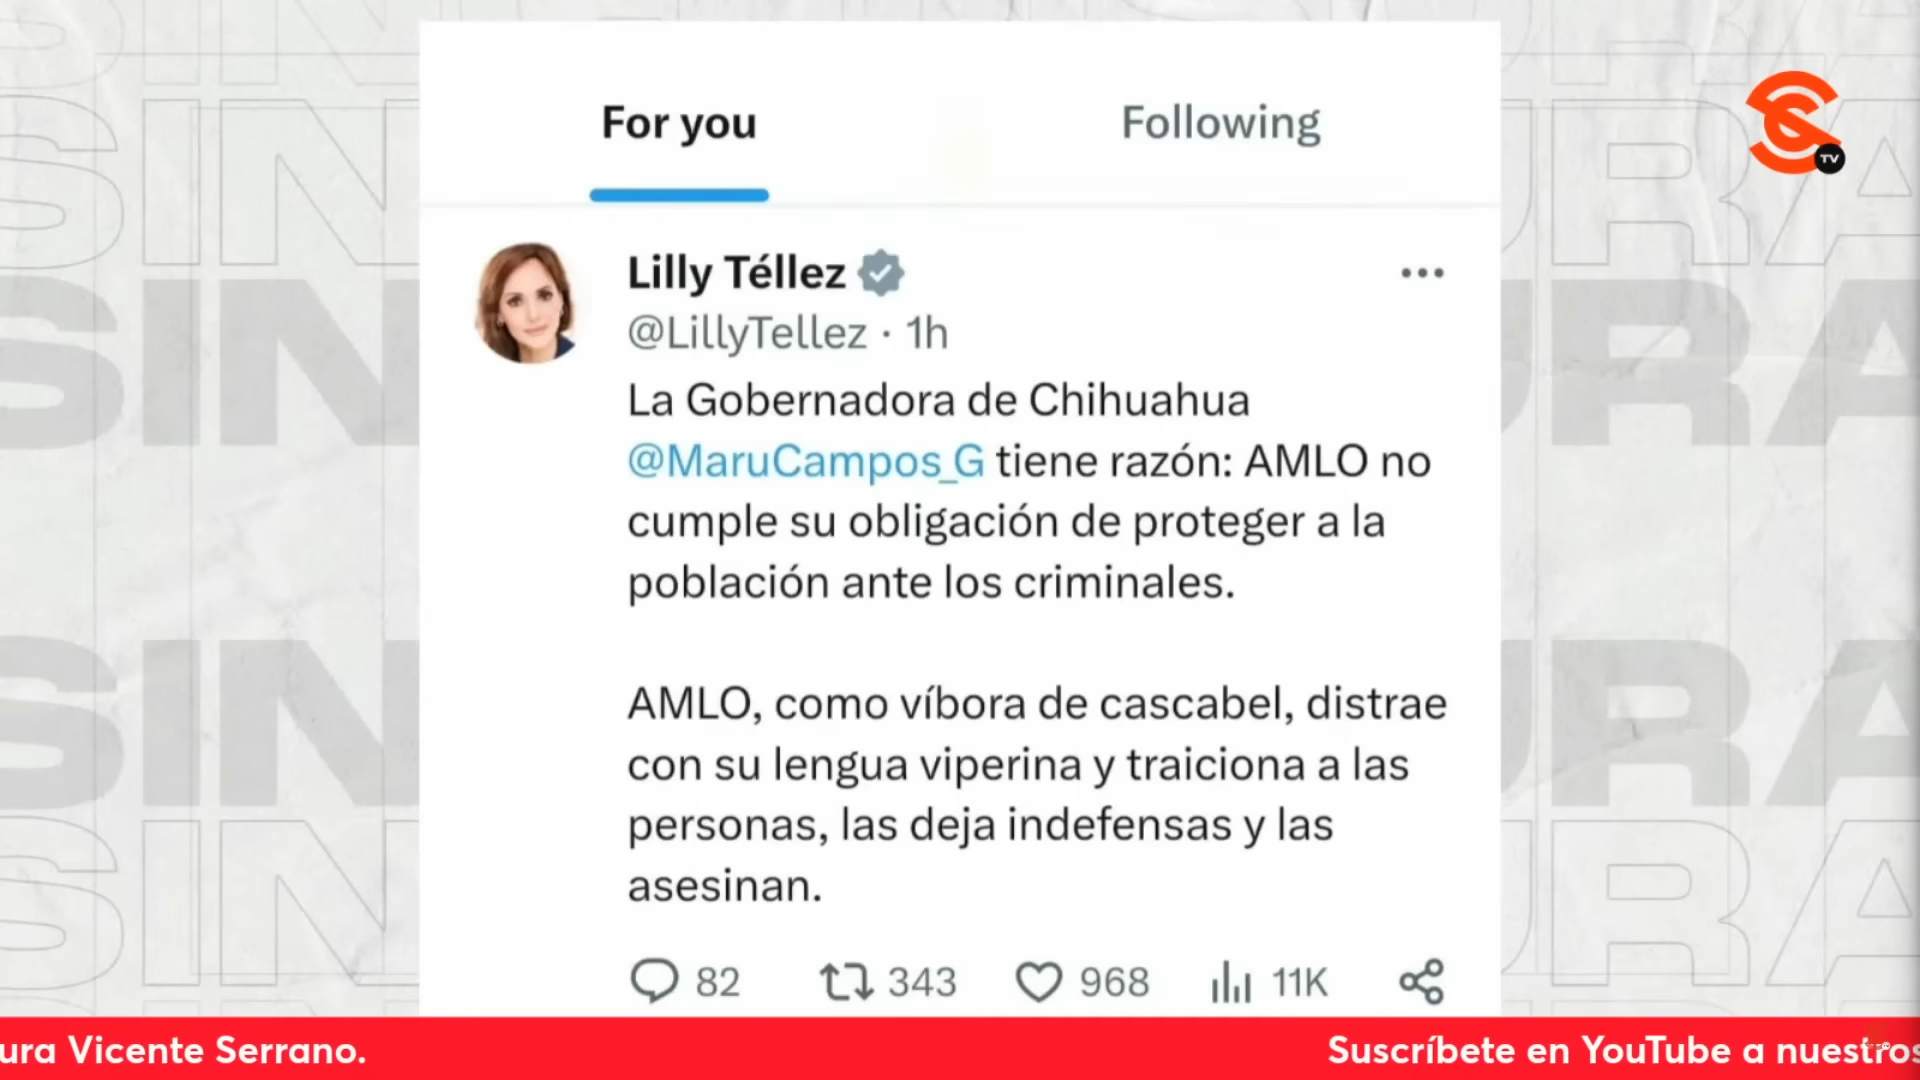 For you
Following
TV
Lilly Téllez
@LillyTellez · 1h
La Gobernadora de Chihuahua
@MaruCampos_G tiene razón: AMLO no
cumple su obligación de proteger a la
población ante los criminales.
AMLO, como víbora de cascabel, distrae
con su lengua viperina y traiciona a las
personas, las deja indefensas y las
asesinan.
82 343 968 11K
ura Vicente Serrano.
Suscríbete en YouTube a nuestros